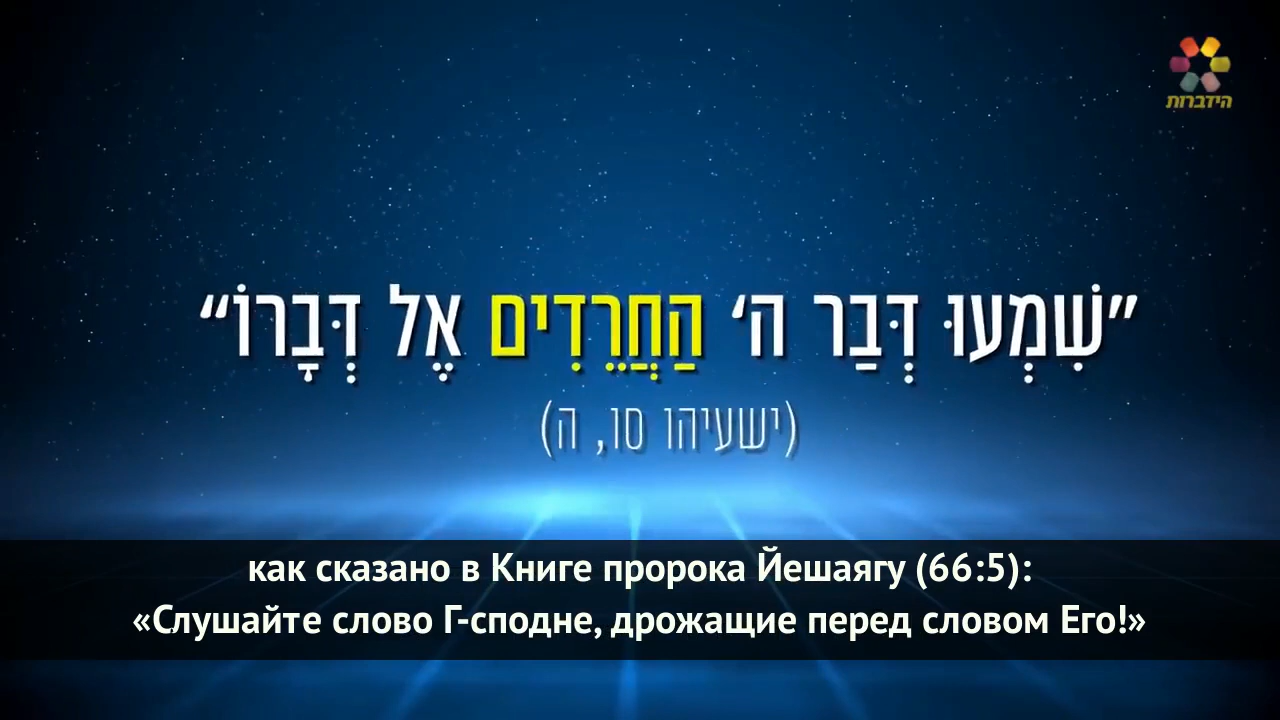 הידברות
"שִׁמְעוּ דְּבַר ה' הַחֲרֵדִים אֶל דְּבָרוֹ"
(ישעיהו סו, ה)
как сказано в Книге пророка Йешаягу (66:5):
«Слушайте слово Г-сподне, дрожащие перед словом Его!»